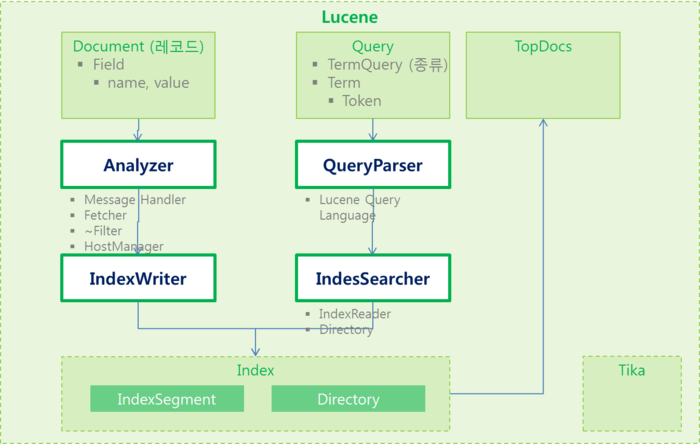 Lucene
Document (레코드)
▪ Field
▪ name, value
Query
▪ TermQuery (종류)
▪ Term
▪ Token
TopDocs
Analyzer
▪ Message Handler
▪ Fetcher
▪ ~Filter
▪ HostManager
QueryParser
▪ Lucene Query
Language
IndexWriter
IndesSearcher
▪ IndexReader
▪ Directory
Index
IndexSegment
Directory
Tika